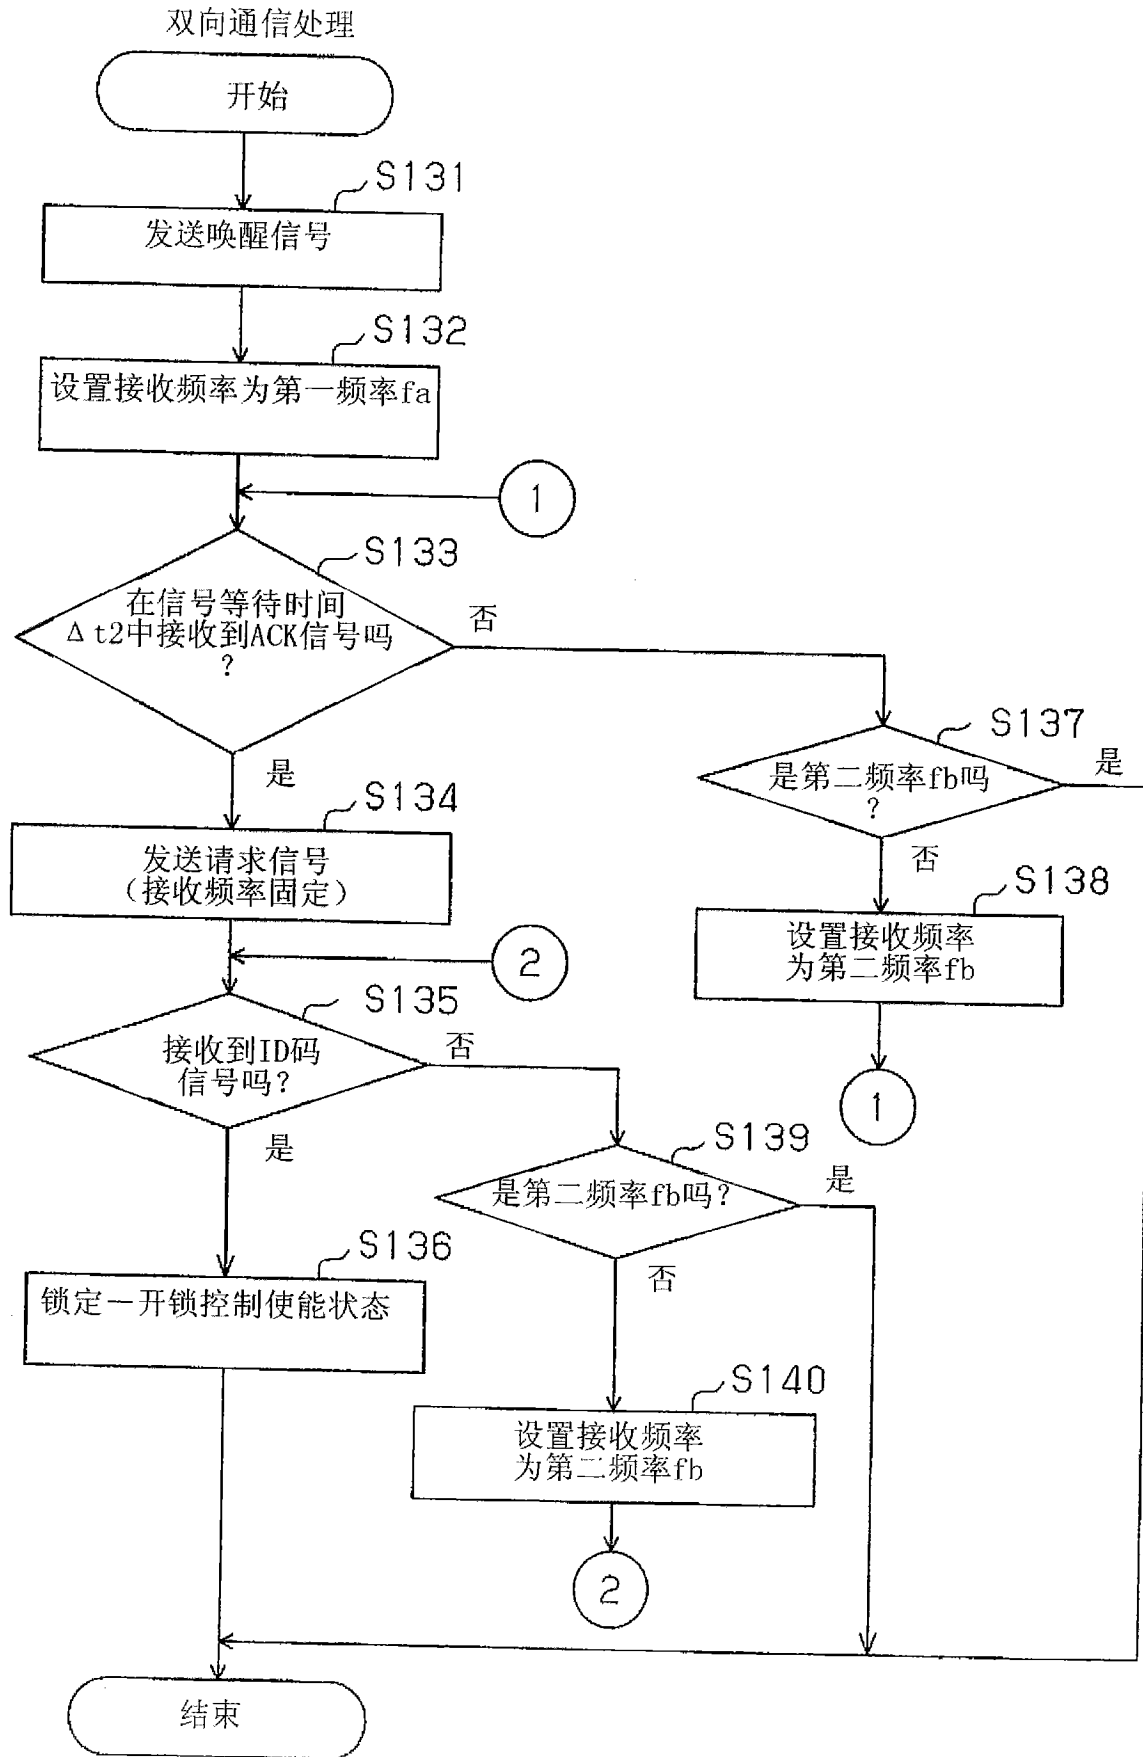 双向通信处理
开始
S131
发送唤醒信号
S132
设置接收频率为第一频率fa
1
S133
在信号等待时间
Δt2中接收到ACK信号吗
?
否
是
S137
是第二频率fb吗
?
是
否
S134
发送请求信号
(接收频率固定)
S138
设置接收频率
为第二频率fb
1
2
S135
接收到ID码
信号吗?
否
是
S139
是第二频率fb吗?
是
否
S136
锁定一开锁控制使能状态
S140
设置接收频率
为第二频率fb
2
结束